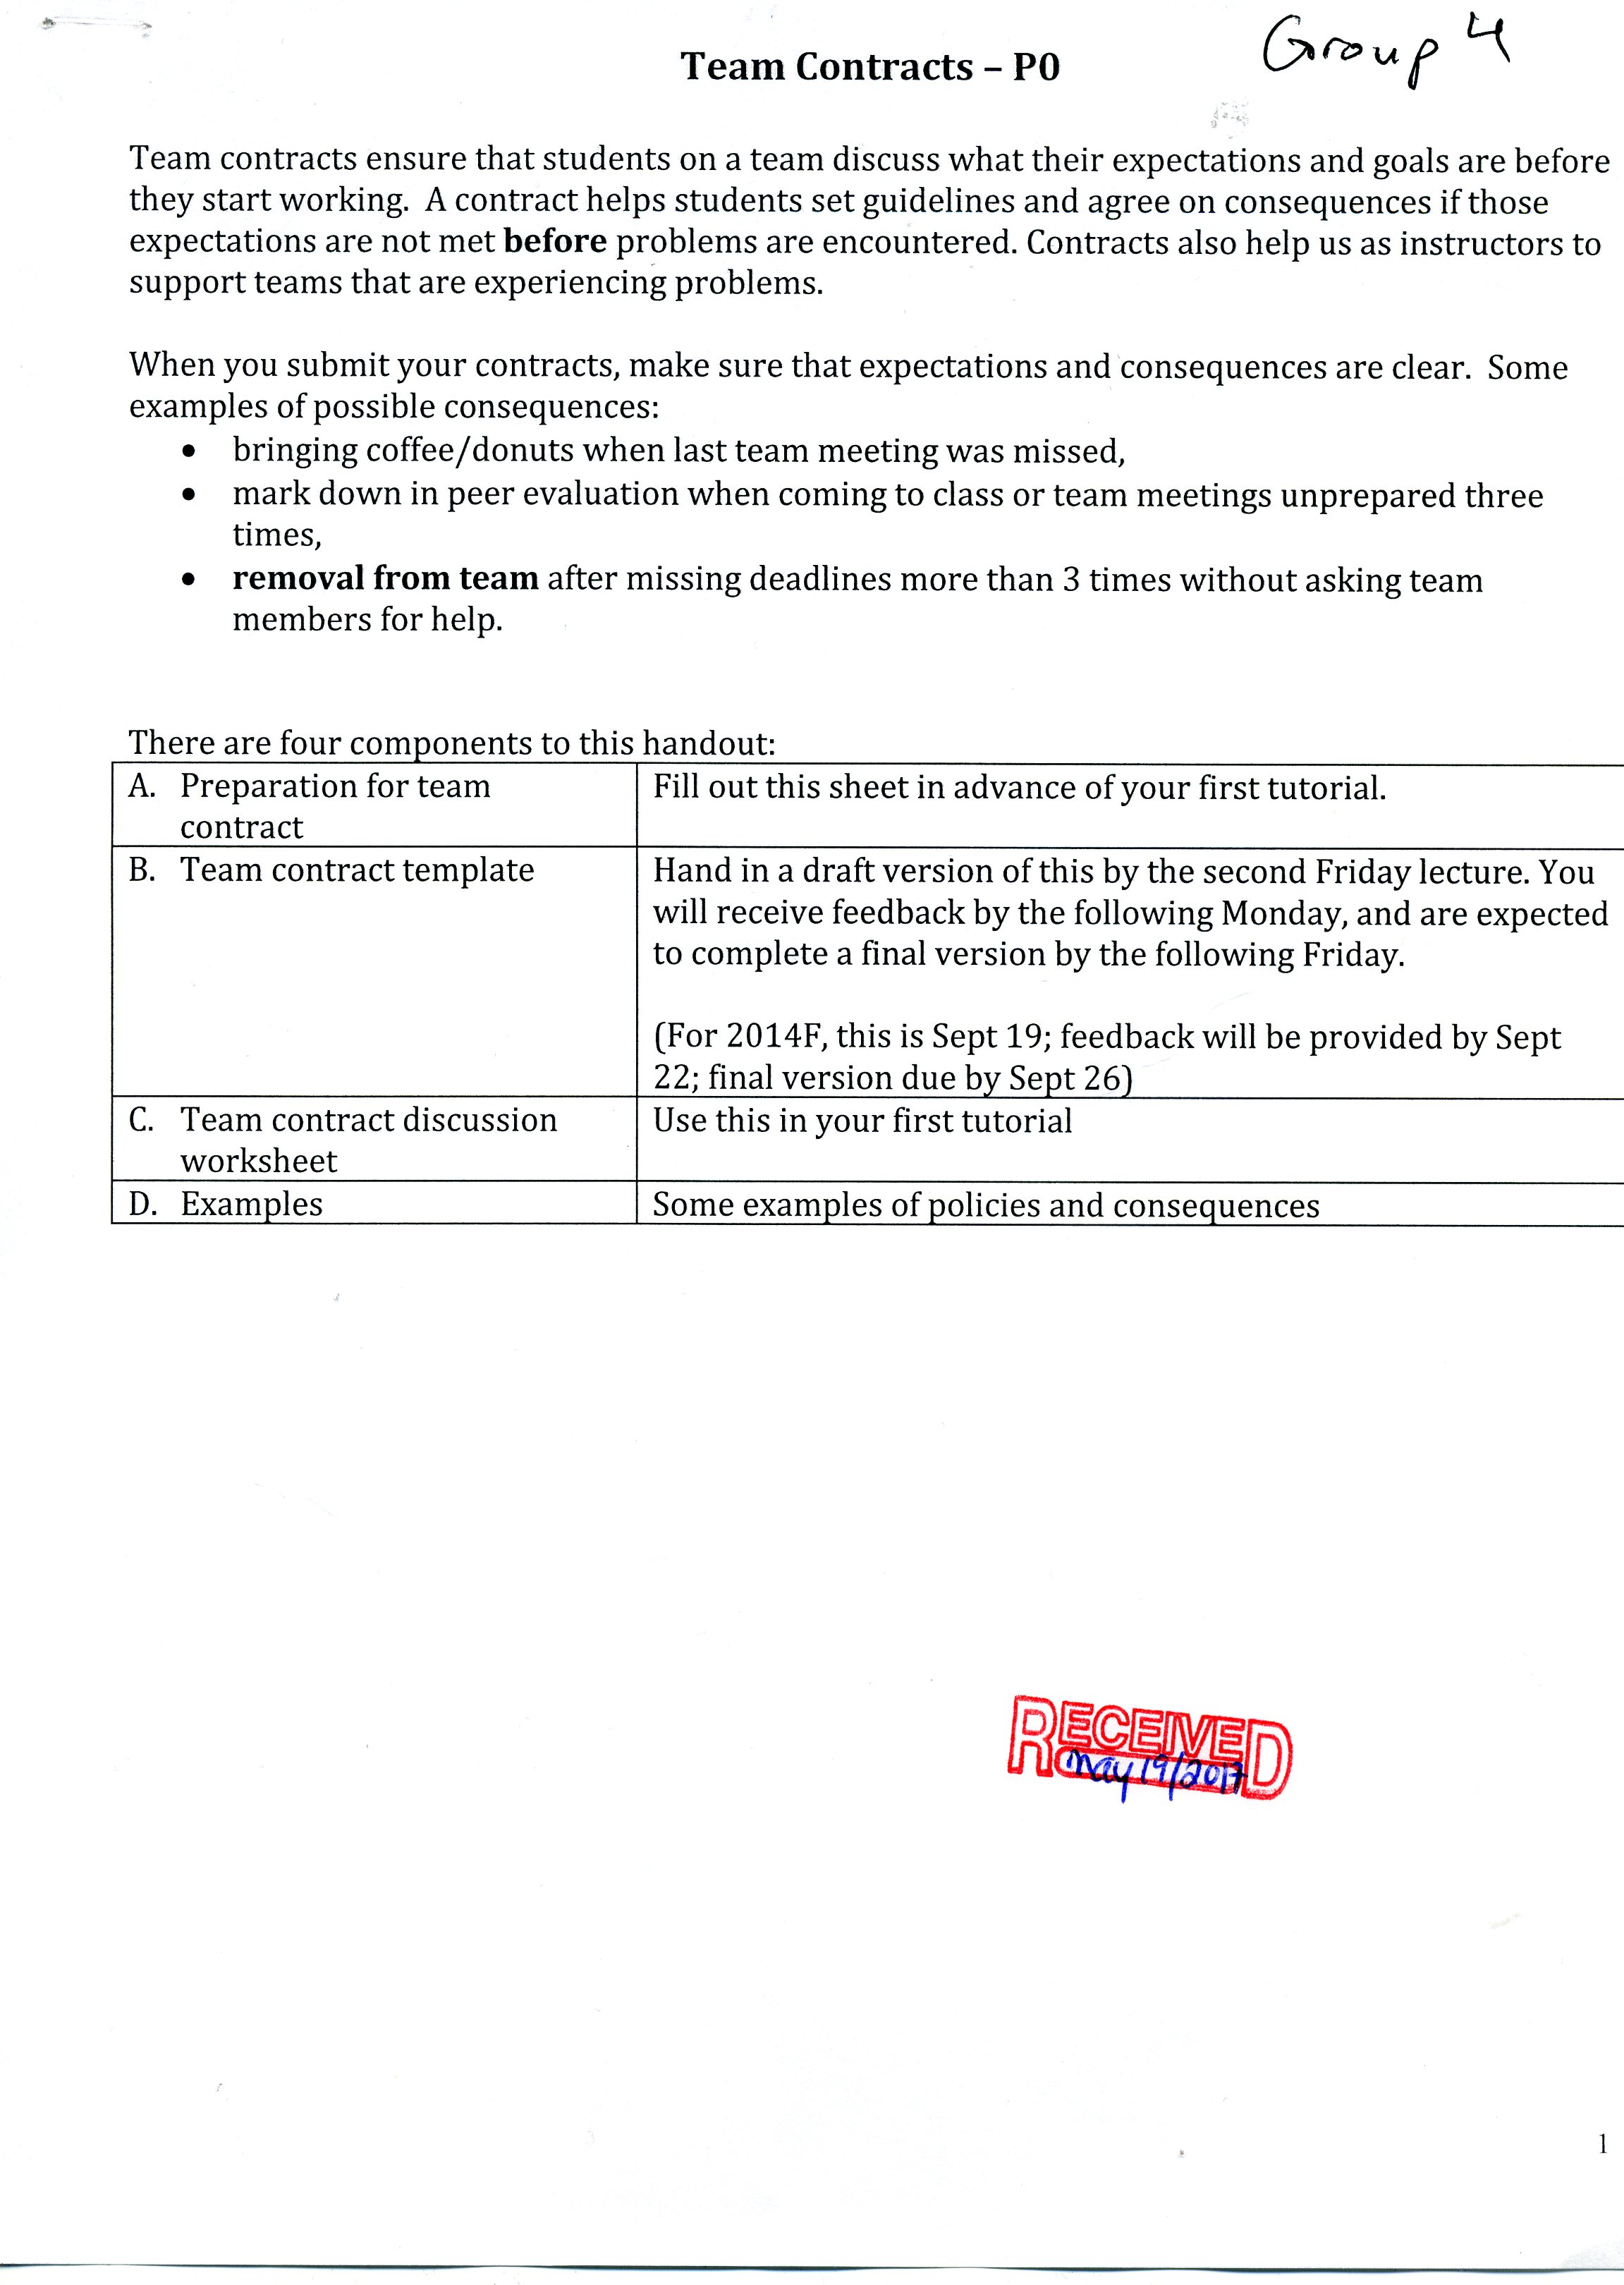 Group 4
Team Contracts – P0
Team contracts ensure that students on a team discuss what their expectations and goals are before
they start working.  A contract helps students set guidelines and agree on consequences if those
expectations are not met before problems are encountered. Contracts also help us as instructors to
support teams that are experiencing problems.
When you submit your contracts, make sure that expectations and consequences are clear.  Some
examples of possible consequences:
• bringing coffee/donuts when last team meeting was missed,
• mark down in peer evaluation when coming to class or team meetings unprepared three
times,
• removal from team after missing deadlines more than 3 times without asking team
members for help.
There are four components to this handout:
A. Preparation for team
contract
Fill out this sheet in advance of your first tutorial.
B. Team contract template
Hand in a draft version of this by the second Friday lecture. You
will receive feedback by the following Monday, and are expected
to complete a final version by the following Friday.
(For 2014F, this is Sept 19; feedback will be provided by Sept
22; final version due by Sept 26)
C. Team contract discussion
worksheet
Use this in your first tutorial
D. Examples
Some examples of policies and consequences
RECEIVED
May 19/2017
1